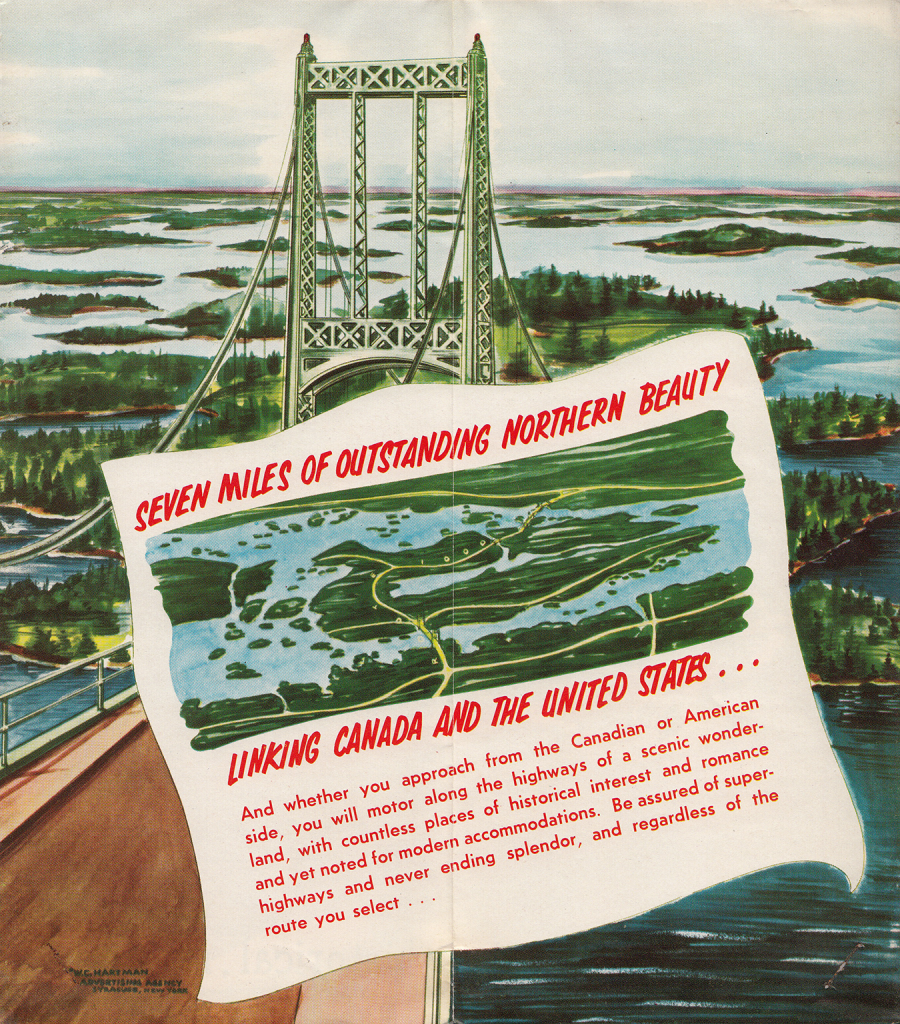 SEVEN MILES OF OUTSTANDING NORTHERN BEAUTY
LINKING CANADA AND THE UNITED STATES . . .
And whether you approach from the Canadian or American
side, you will motor along the highways of a scenic wonder-
land, with countless places of historical interest and romance
and yet noted for modern accommodations. Be assured of super-
highways and never ending splendor, and regardless of the
route you select . . .
W.C. HARTMAN
ADVERTISING AGENCY
SYRACUSE, NEW YORK